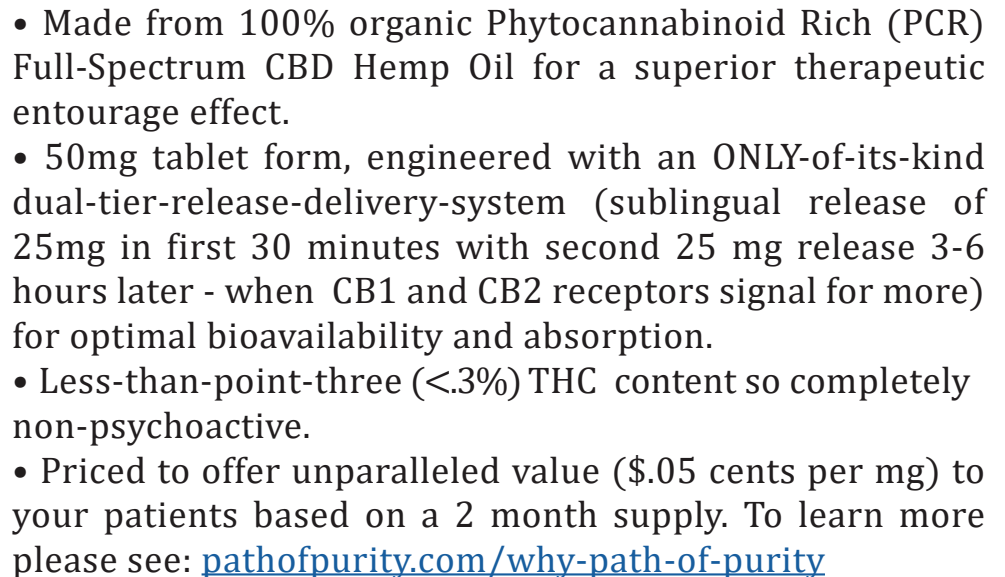 • Made from 100% organic Phytocannabinoid Rich (PCR)
Full-Spectrum CBD Hemp Oil for a superior therapeutic
entourage effect.
• 50mg tablet form, engineered with an ONLY-of-its-kind
dual-tier-release-delivery-system (sublingual release of
25mg in first 30 minutes with second 25 mg release 3-6
hours later - when  CB1 and CB2 receptors signal for more)
for optimal bioavailability and absorption.
• Less-than-point-three (<.3%) THC  content so completely
non-psychoactive.
• Priced to offer unparalleled value ($.05 cents per mg) to
your patients based on a 2 month supply. To learn more
please see: pathofpurity.com/why-path-of-purity